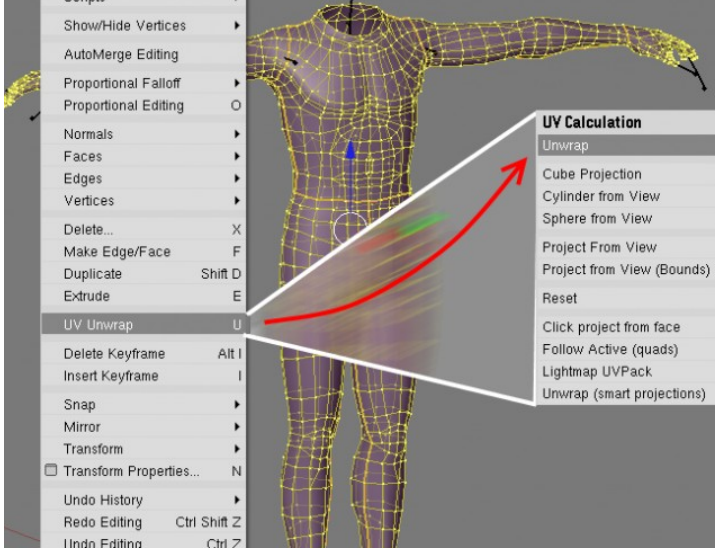 Scripts
Show/Hide Vertices
AutoMerge Editing
Proportional Falloff
Proportional Editing O
Normals
Faces
Edges
Vertices
Delete... X
Make Edge/Face F
Duplicate Shift D
Extrude E
UV Unwrap U
Delete Keyframe Alt I
Insert Keyframe I
Snap
Mirror
Transform
Transform Properties... N
Undo History
Redo Editing Ctrl Shift Z
Undo Editing Ctrl Z
UV Calculation
Unwrap
Cube Projection
Cylinder from View
Sphere from View
Project From View
Project from View (Bounds)
Reset
Click project from face
Follow Active (quads)
Lightmap UVPack
Unwrap (smart projections)